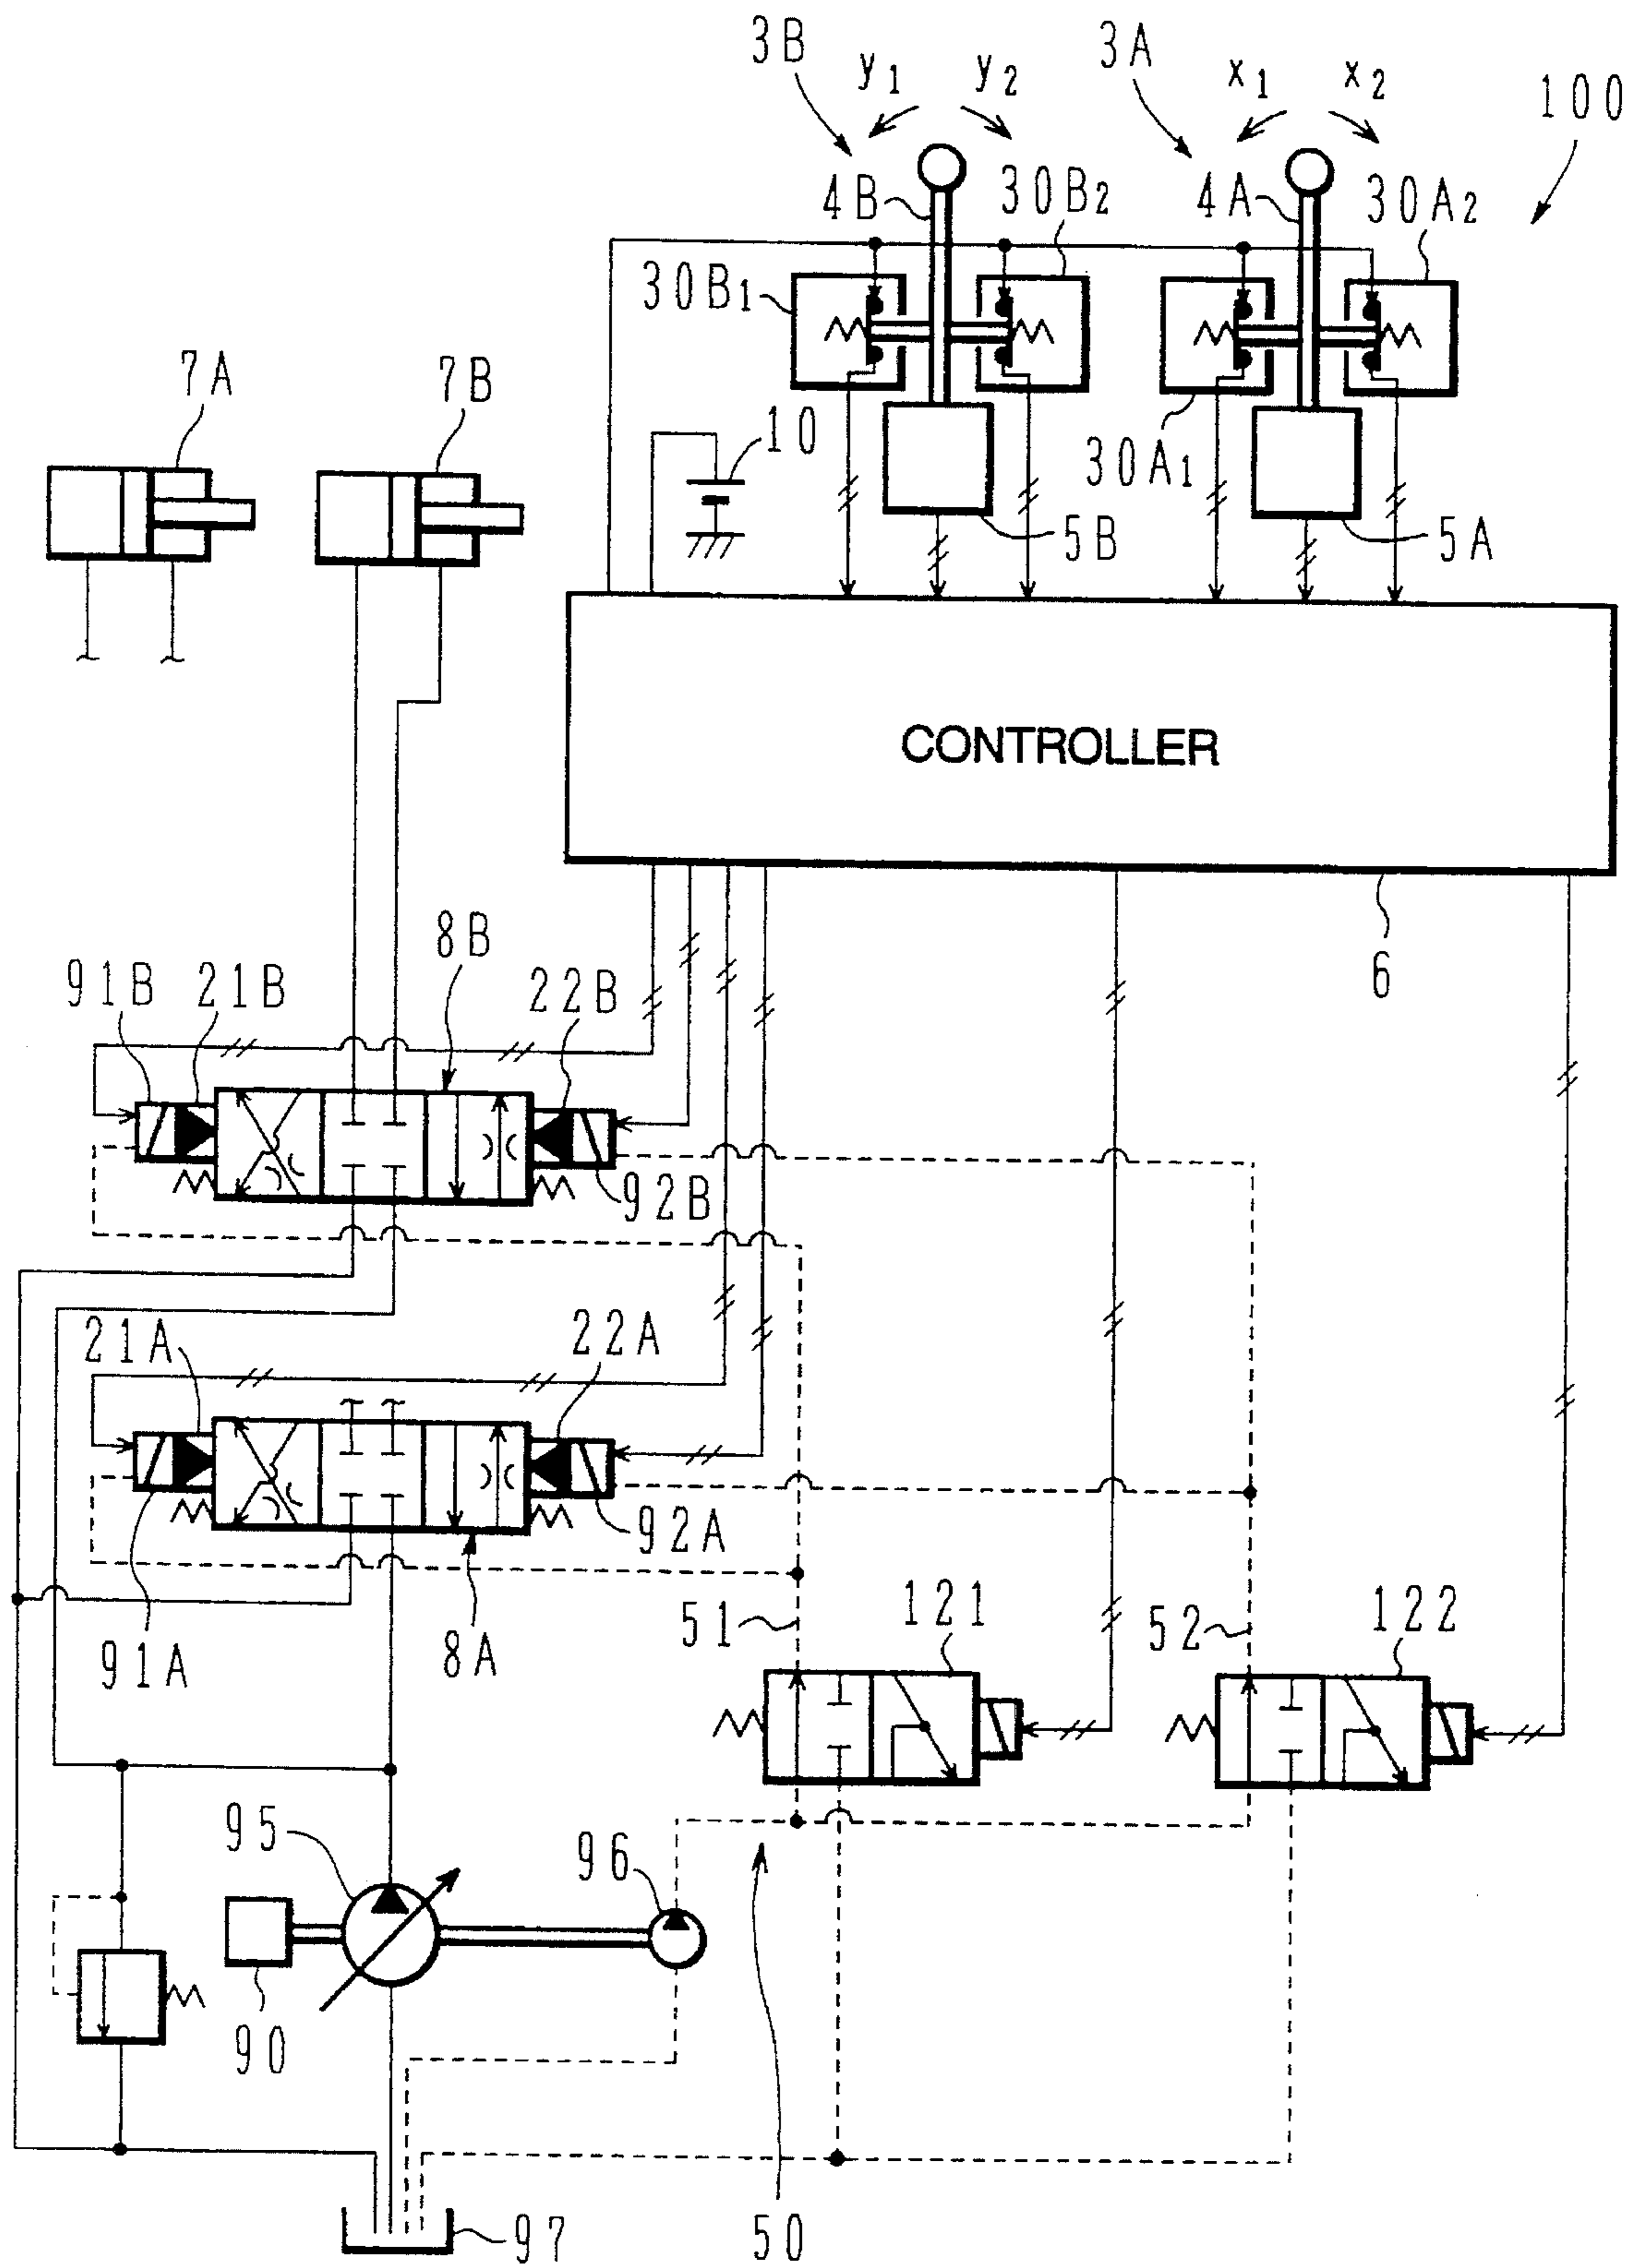 3B
y1
y2
3A
x1
x2
100
4B
30B2
4A
30A2
30B1
7A
7B
10
30A1
5B
5A
CONTROLLER
8B
6
91B
21B
22B
92B
21A
22A
92A
91A
8A
51
121
52
122
95
96
90
97
50